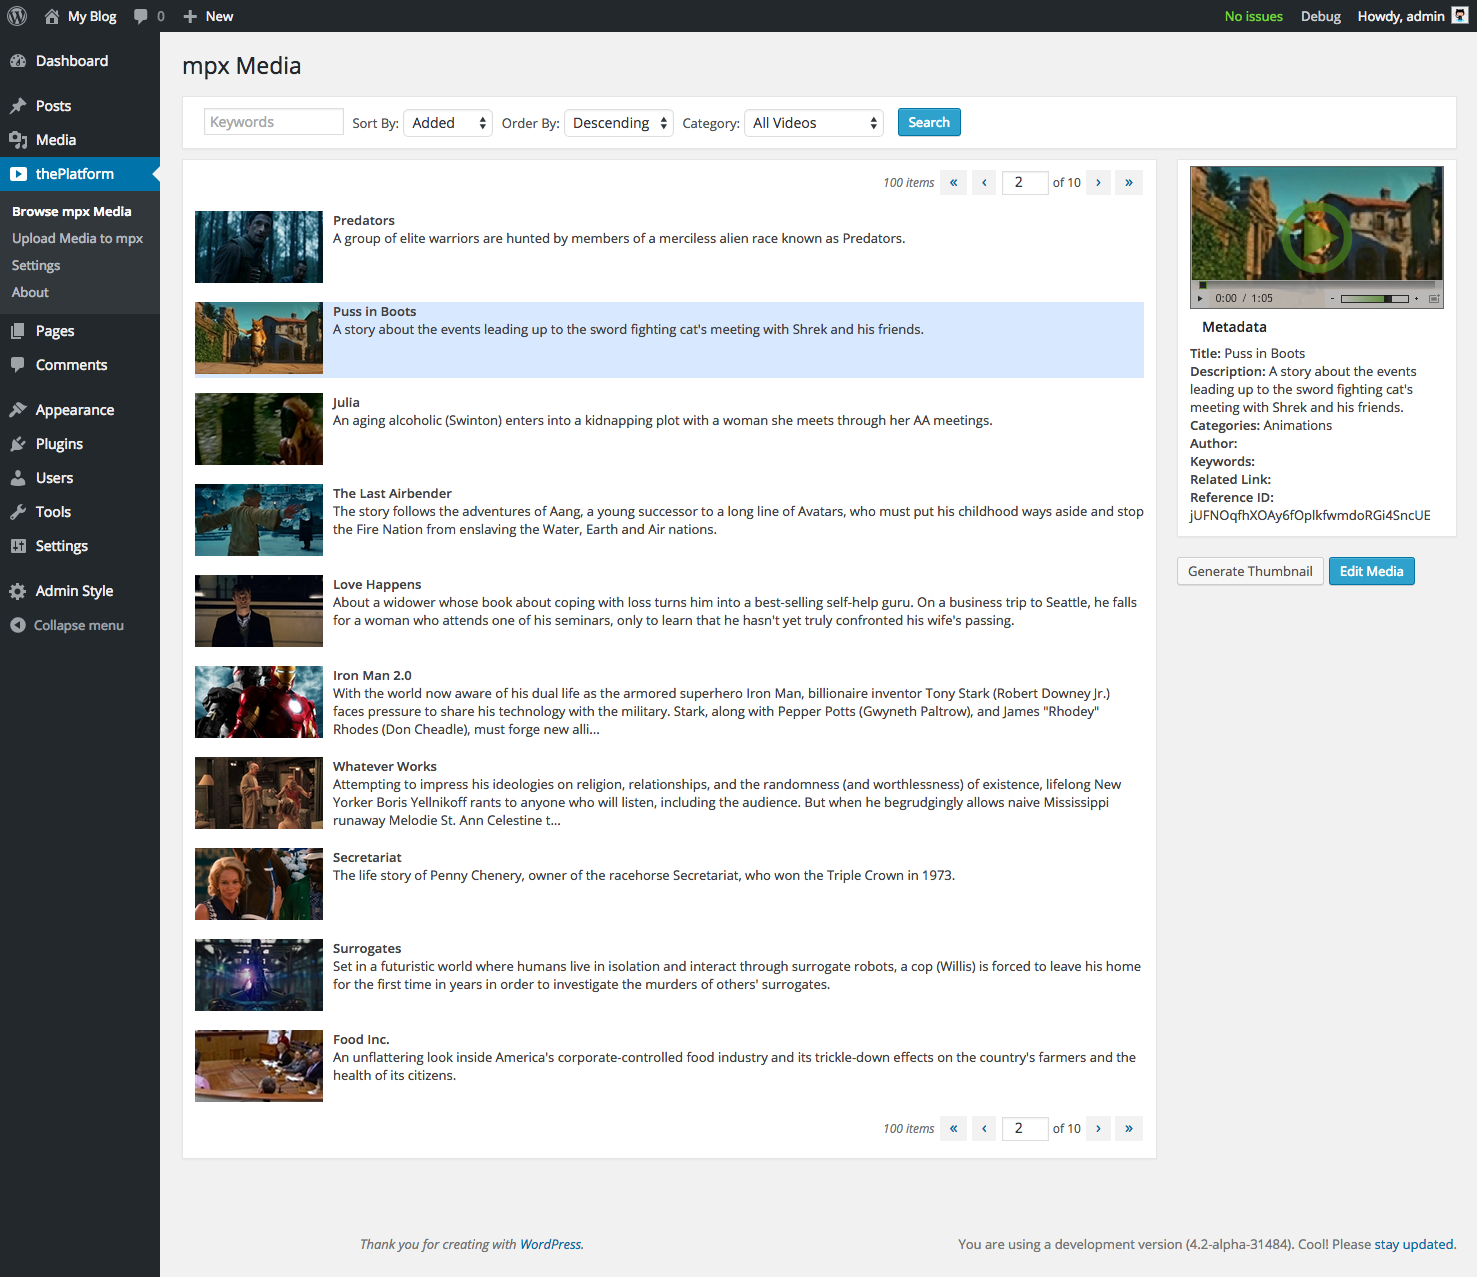 My Blog 0 New No issues Debug Howdy, admin
Dashboard
Posts
Media
thePlatform
Browse mpx Media
Upload Media to mpx
Settings
About
Pages
Comments
Appearance
Plugins
Users
Tools
Settings
Admin Style
Collapse menu
mpx Media
Keywords Sort By: Added Order By: Descending Category: All Videos Search
100 items « ‹ 2 of 10 › »
Predators
A group of elite warriors are hunted by members of a merciless alien race known as Predators.
Puss in Boots
A story about the events leading up to the sword fighting cat's meeting with Shrek and his friends.
Julia
An aging alcoholic (Swinton) enters into a kidnapping plot with a woman she meets through her AA meetings.
The Last Airbender
The story follows the adventures of Aang, a young successor to a long line of Avatars, who must put his childhood ways aside and stop
the Fire Nation from enslaving the Water, Earth and Air nations.
Love Happens
About a widower whose book about coping with loss turns him into a best-selling self-help guru. On a business trip to Seattle, he falls
for a woman who attends one of his seminars, only to learn that he hasn't yet truly confronted his wife's passing.
Iron Man 2.0
With the world now aware of his dual life as the armored superhero Iron Man, billionaire inventor Tony Stark (Robert Downey Jr.)
faces pressure to share his technology with the military. Stark, along with Pepper Potts (Gwyneth Paltrow), and James "Rhodey"
Rhodes (Don Cheadle), must forge new alli...
Whatever Works
Attempting to impress his ideologies on religion, relationships, and the randomness (and worthlessness) of existence, lifelong New
Yorker Boris Yellnikoff rants to anyone who will listen, including the audience. But when he begrudgingly allows naive Mississippi
runaway Melodie St. Ann Celestine t...
Secretariat
The life story of Penny Chenery, owner of the racehorse Secretariat, who won the Triple Crown in 1973.
Surrogates
Set in a futuristic world where humans live in isolation and interact through surrogate robots, a cop (Willis) is forced to leave his home
for the first time in years in order to investigate the murders of others' surrogates.
Food Inc.
An unflattering look inside America's corporate-controlled food industry and its trickle-down effects on the country's farmers and the
health of its citizens.
100 items « ‹ 2 of 10 › »
0:00 / 1:05 - +
Metadata
Title: Puss in Boots
Description: A story about the events
leading up to the sword fighting cat's
meeting with Shrek and his friends.
Categories: Animations
Author:
Keywords:
Related Link:
Reference ID:
jUFNOqfhXOAy6fOplkfwmdoRGi4SncUE
Generate Thumbnail Edit Media
Thank you for creating with WordPress. You are using a development version (4.2-alpha-31484). Cool! Please stay updated.